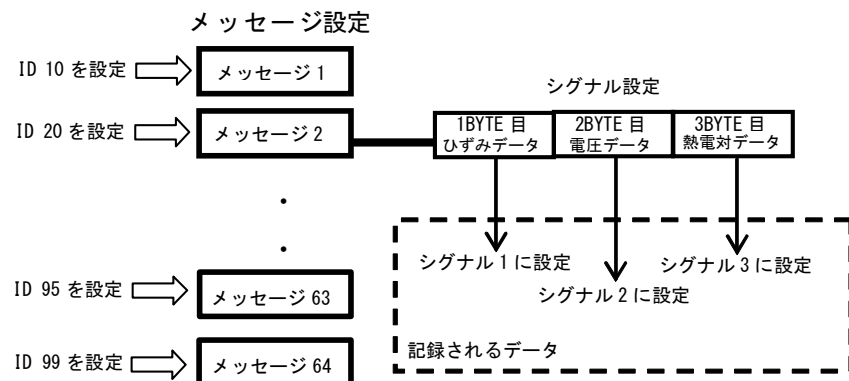 メッセージ設定
ID 10 を設定
メッセージ 1
シグナル設定
ID 20 を設定
メッセージ 2
1BYTE 目
ひずみデータ
2BYTE 目
電圧データ
3BYTE 目
熱電対データ
・
・
シグナル 1 に設定
シグナル 3 に設定
シグナル 2 に設定
ID 95 を設定
メッセージ 63
記録されるデータ
ID 99 を設定
メッセージ 64